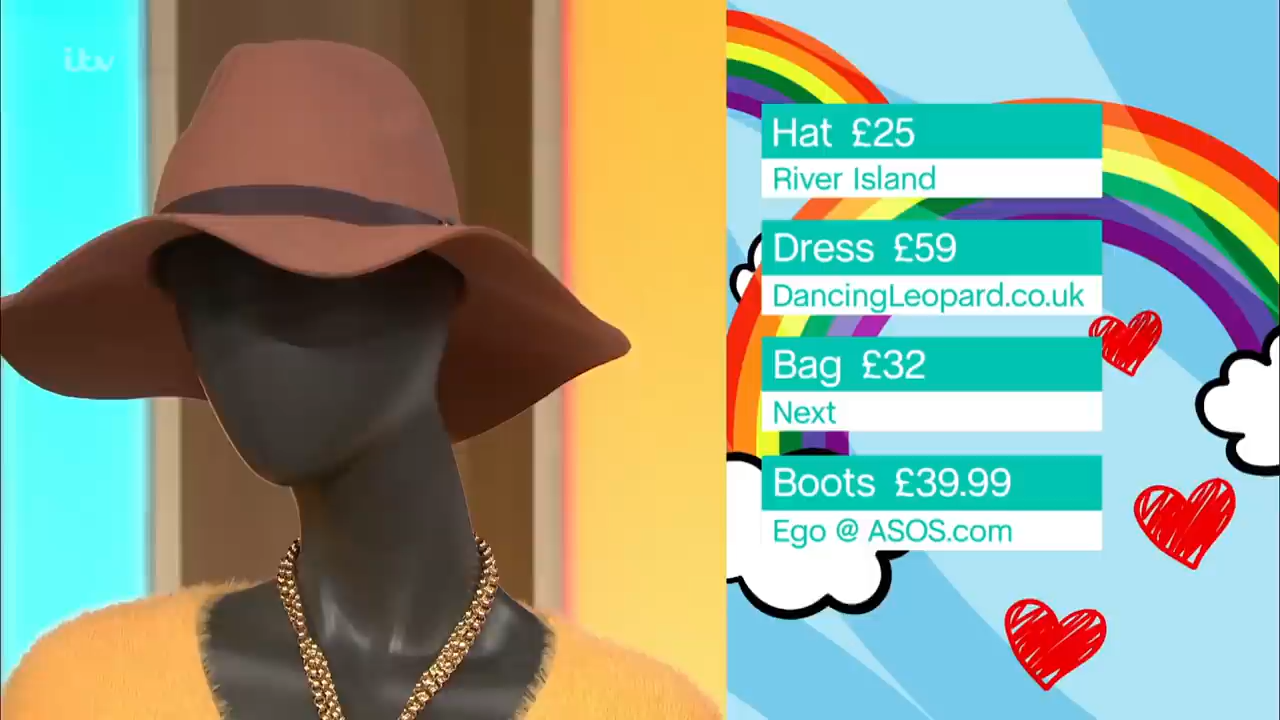 itv
Hat £25
River Island
Dress £59
DancingLeopard.co.uk
Bag £32
Next
Boots £39.99
Ego @ ASOS.com